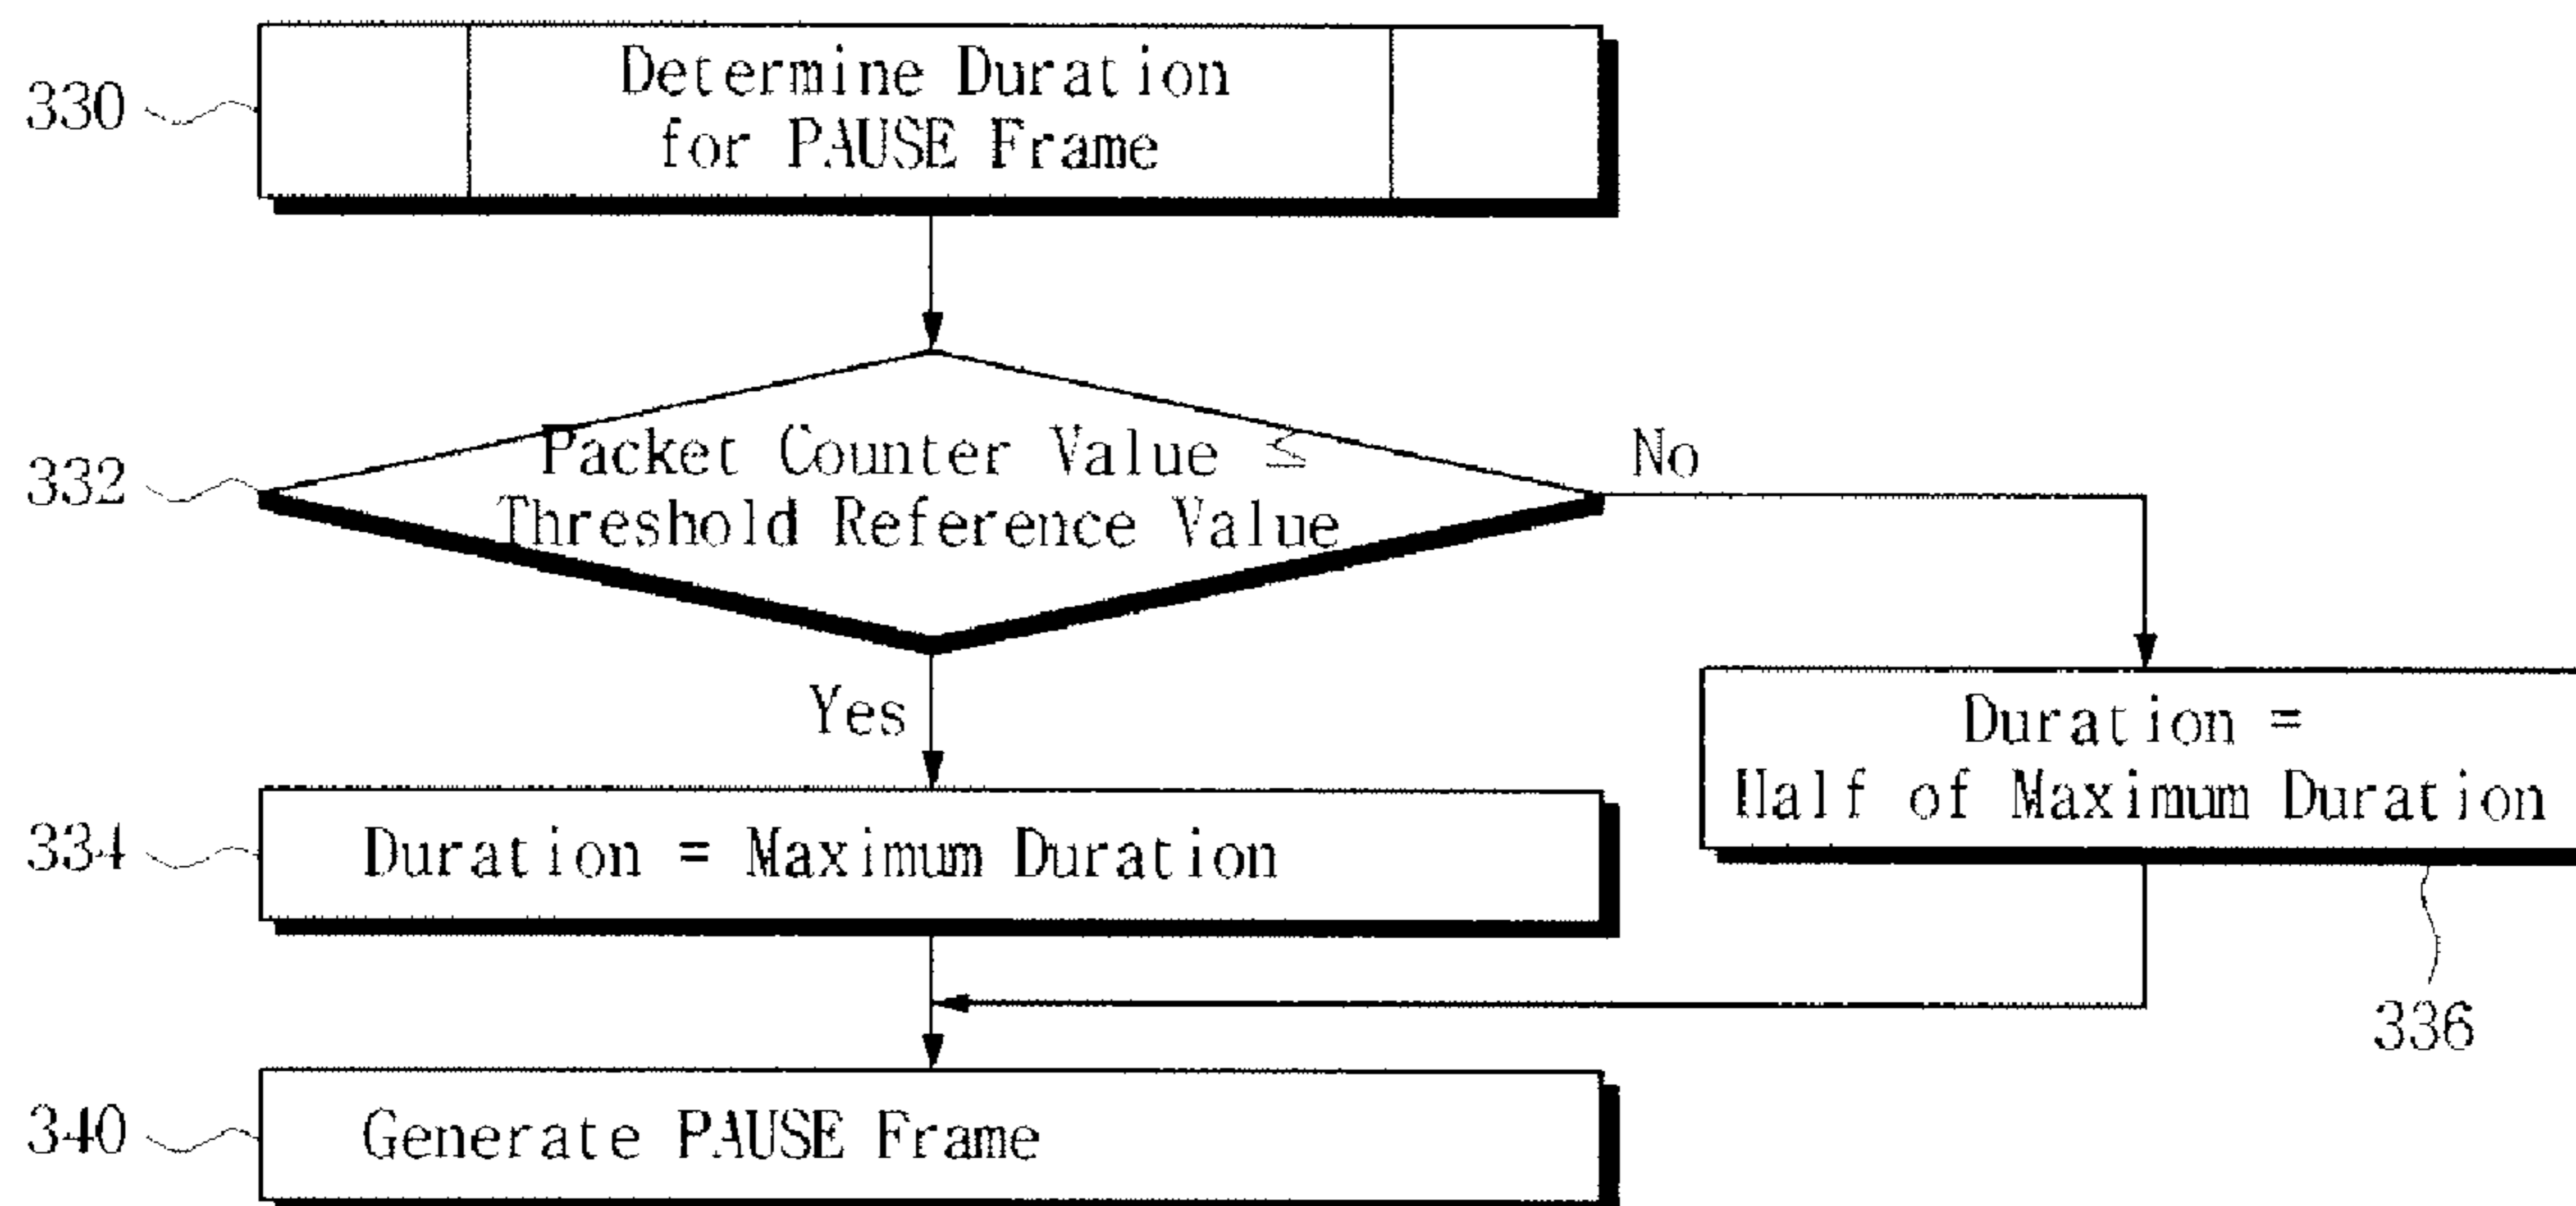 330
Determine Duration
for PAUSE Frame
332
Packet Counter Value ≤
Threshold Reference Value
No
Yes
Duration =
Half of Maximum Duration
334
Duration = Maximum Duration
336
340
Generate PAUSE Frame